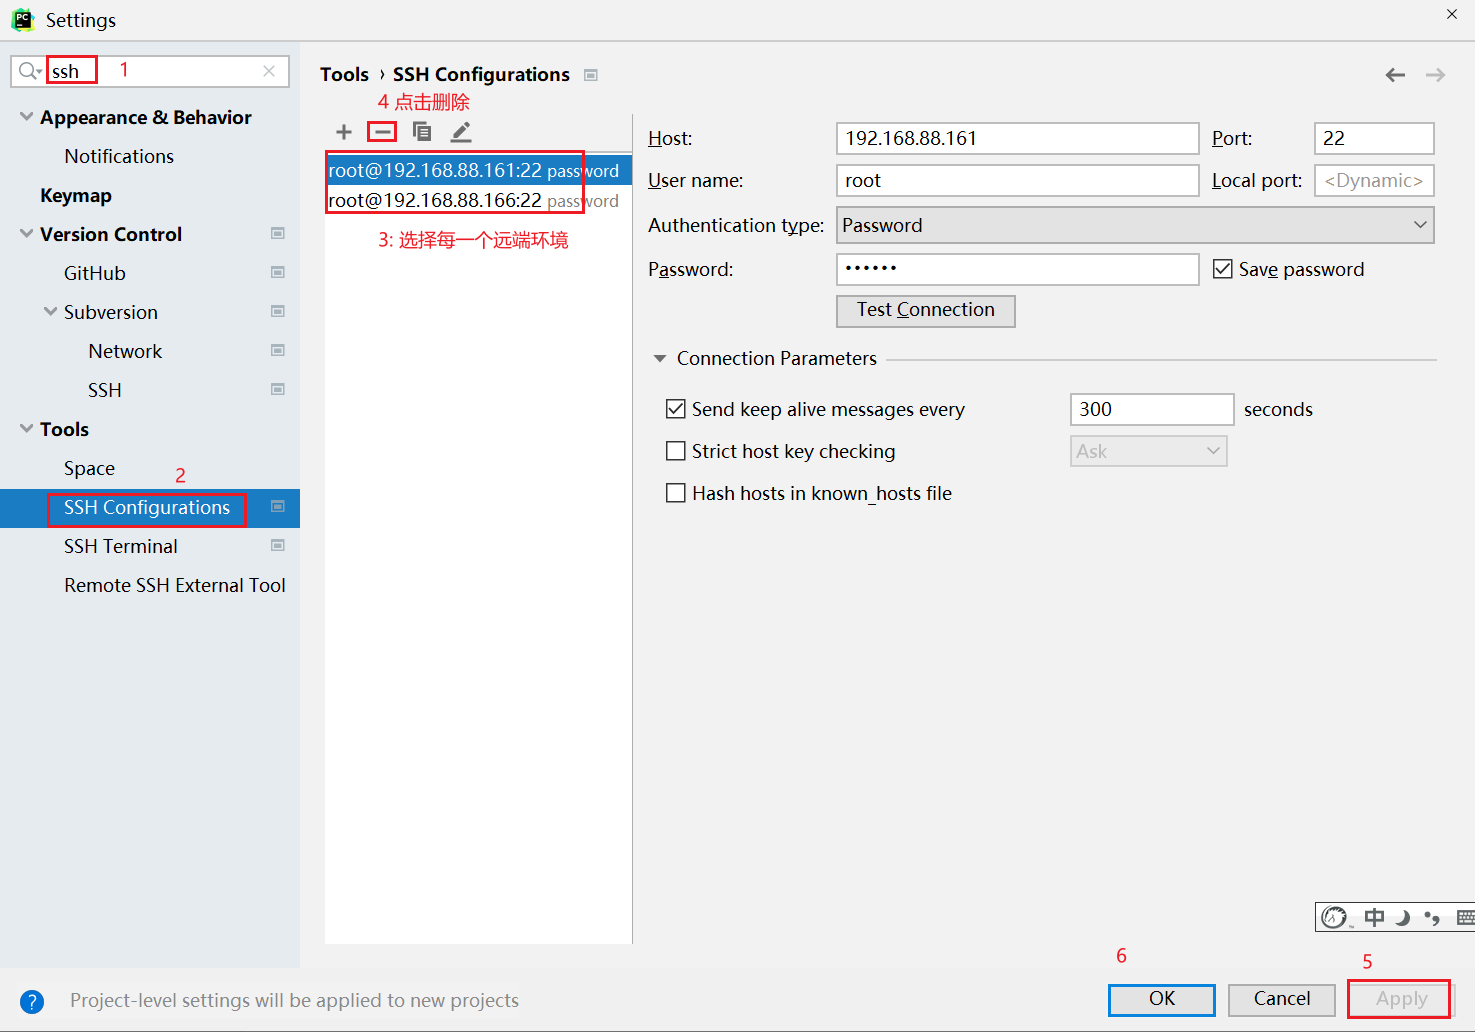 Settings
ssh 1
Appearance & Behavior
Notifications
Keymap
Version Control
GitHub
Subversion
Network
SSH
Tools
Space
2
SSH Configurations
SSH Terminal
Remote SSH External Tool
Tools › SSH Configurations
4 点击删除
root@192.168.88.161:22 password
root@192.168.88.166:22 password
3: 选择每一个远端环境
Host: 192.168.88.161 Port: 22
User name: root Local port: <Dynamic>
Authentication type: Password
Password: •••••• Save password
Test Connection
Connection Parameters
Send keep alive messages every 300 seconds
Strict host key checking Ask
Hash hosts in known_hosts file
中
6 5
Project-level settings will be applied to new projects
OK Cancel Apply